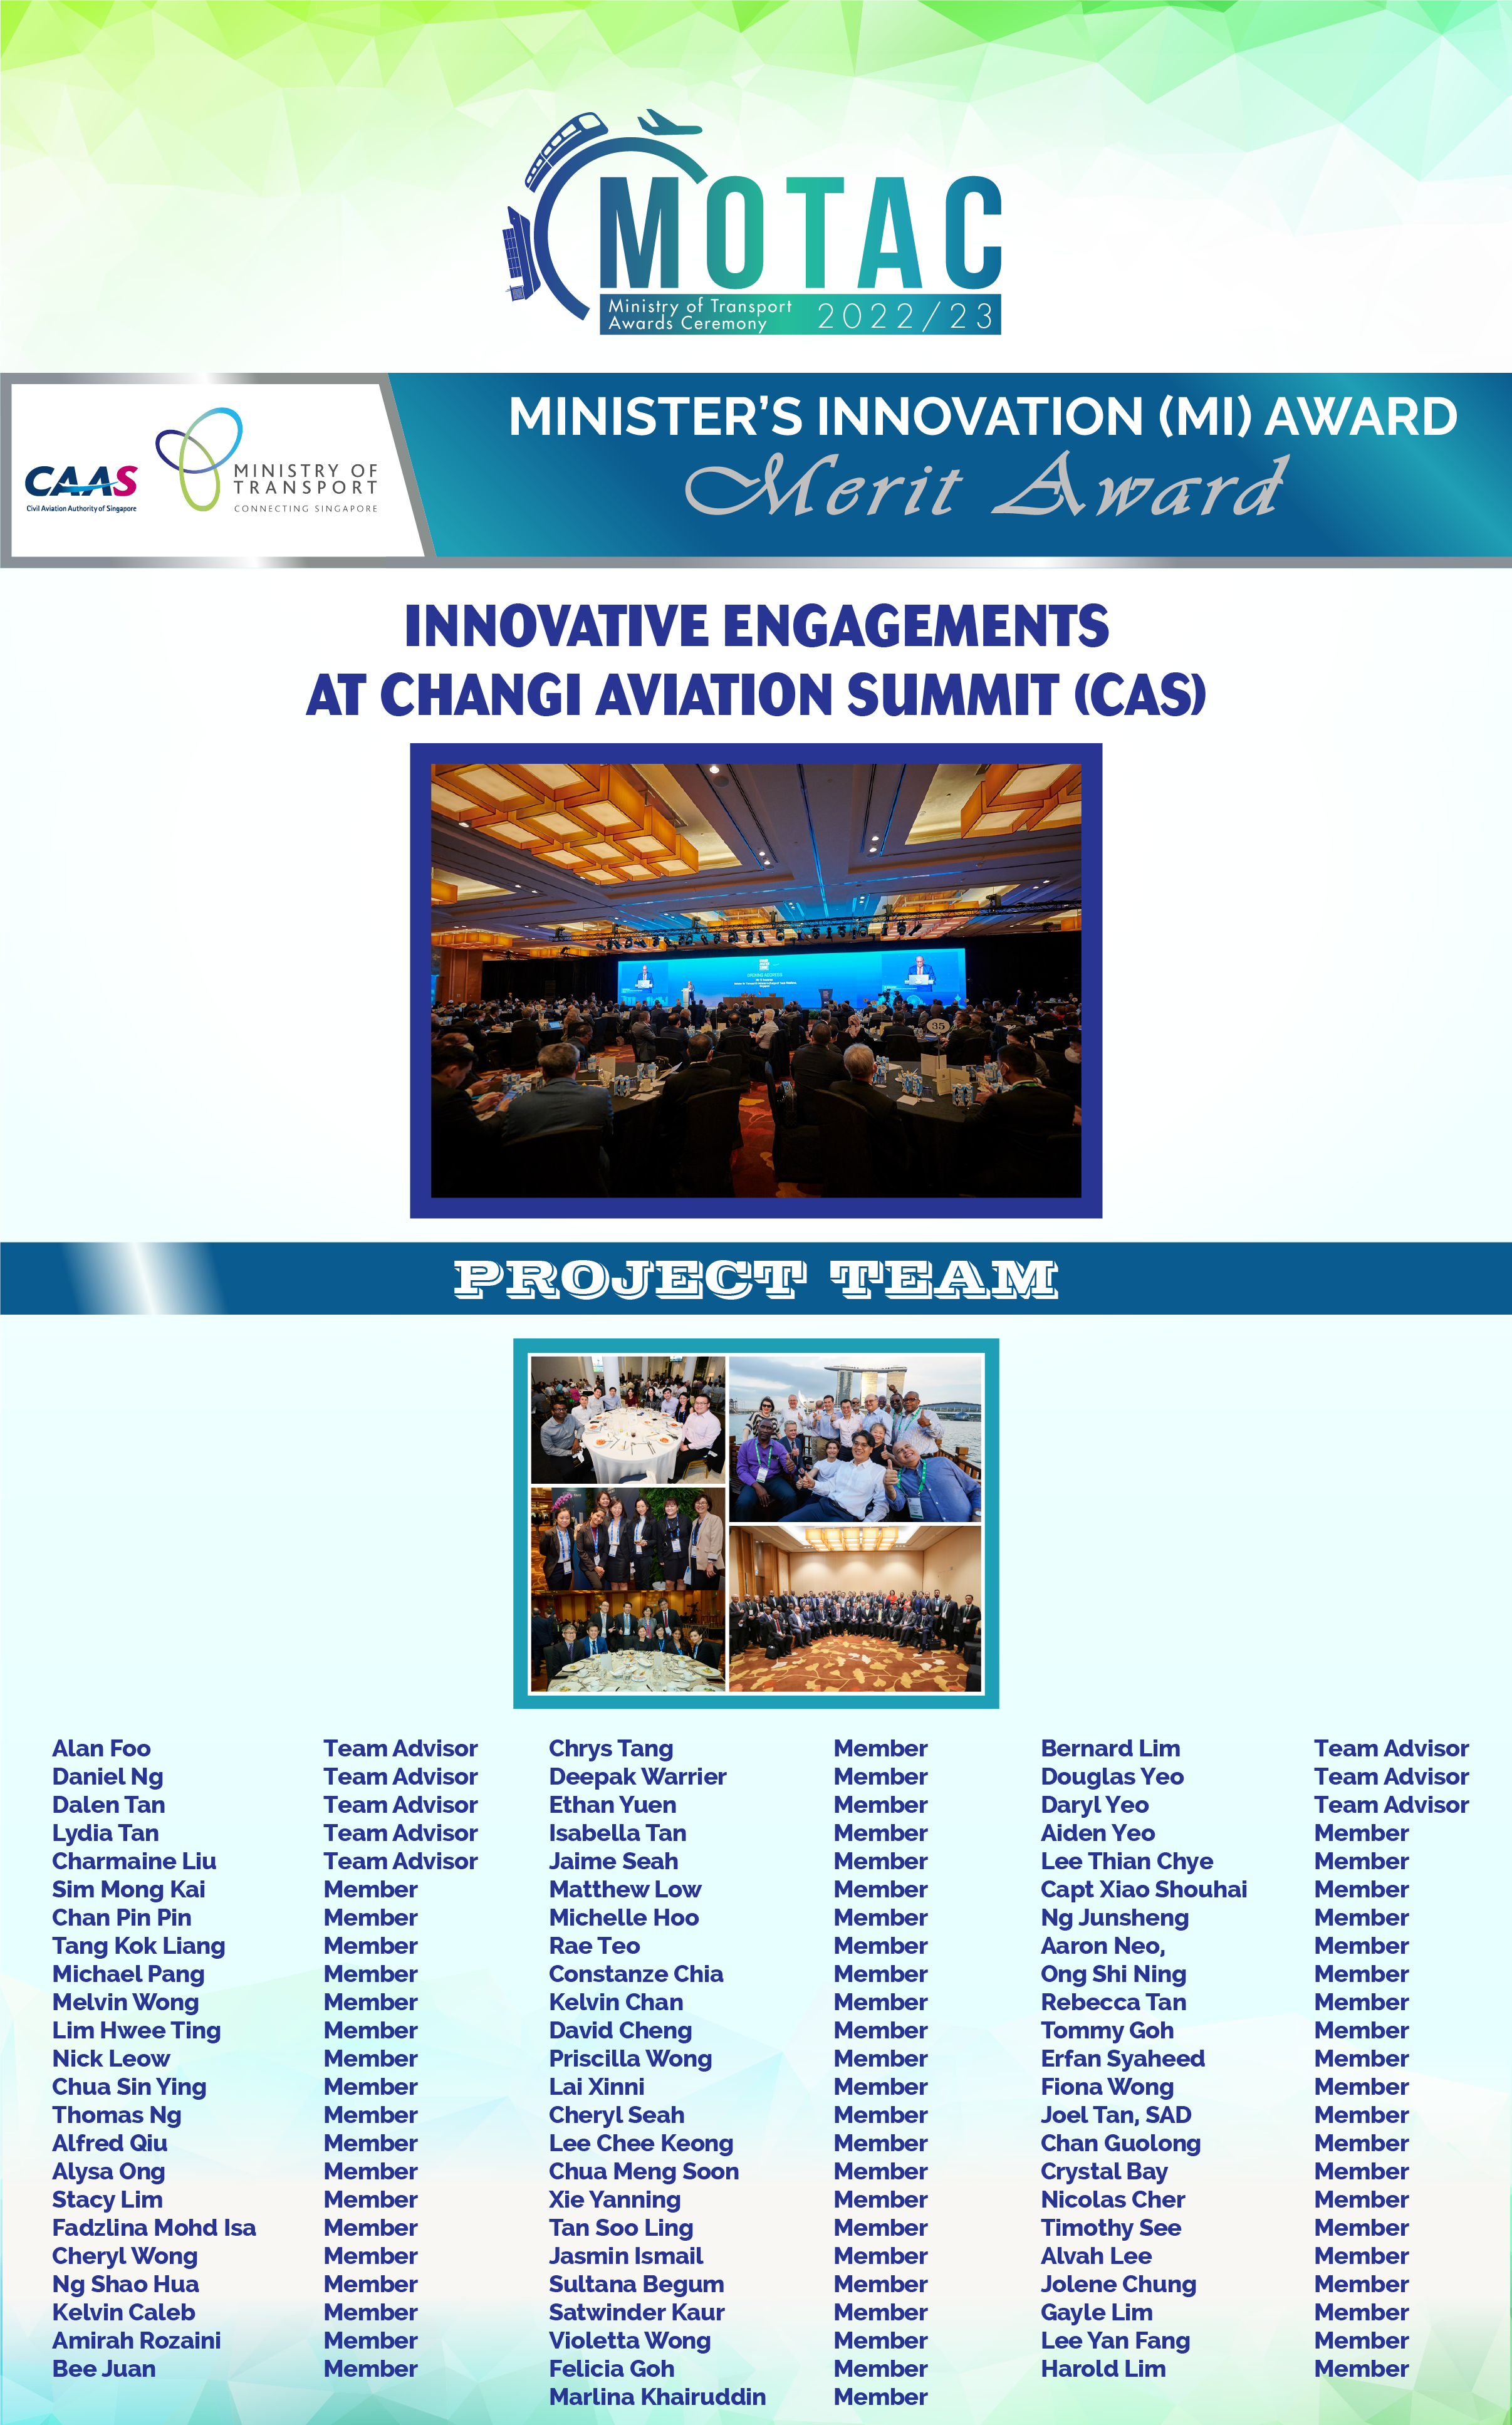 MOTAC
Ministry of Transport
Awards Ceremony
2022/23
CAAS
Civil Aviation Authority of Singapore
MINISTRY OF
TRANSPORT
CONNECTING SINGAPORE
MINISTER'S INNOVATION (MI) AWARD
Merit Award
INNOVATIVE ENGAGEMENTS
AT CHANGI AVIATION SUMMIT (CAS)
OPENING ADDRESS
35
PROJECT TEAM
Alan Foo Team Advisor
Daniel Ng Team Advisor
Dalen Tan Team Advisor
Lydia Tan Team Advisor
Charmaine Liu Team Advisor
Sim Mong Kai Member
Chan Pin Pin Member
Tang Kok Liang Member
Michael Pang Member
Melvin Wong Member
Lim Hwee Ting Member
Nick Leow Member
Chua Sin Ying Member
Thomas Ng Member
Alfred Qiu Member
Alysa Ong Member
Stacy Lim Member
Fadzlina Mohd Isa Member
Cheryl Wong Member
Ng Shao Hua Member
Kelvin Caleb Member
Amirah Rozaini Member
Bee Juan Member
Chrys Tang Member
Deepak Warrier Member
Ethan Yuen Member
Isabella Tan Member
Jaime Seah Member
Matthew Low Member
Michelle Hoo Member
Rae Teo Member
Constanze Chia Member
Kelvin Chan Member
David Cheng Member
Priscilla Wong Member
Lai Xinni Member
Cheryl Seah Member
Lee Chee Keong Member
Chua Meng Soon Member
Xie Yanning Member
Tan Soo Ling Member
Jasmin Ismail Member
Sultana Begum Member
Satwinder Kaur Member
Violetta Wong Member
Felicia Goh Member
Marlina Khairuddin Member
Bernard Lim Team Advisor
Douglas Yeo Team Advisor
Daryl Yeo Team Advisor
Aiden Yeo Member
Lee Thian Chye Member
Capt Xiao Shouhai Member
Ng Junsheng Member
Aaron Neo, Member
Ong Shi Ning Member
Rebecca Tan Member
Tommy Goh Member
Erfan Syaheed Member
Fiona Wong Member
Joel Tan, SAD Member
Chan Guolong Member
Crystal Bay Member
Nicolas Cher Member
Timothy See Member
Alvah Lee Member
Jolene Chung Member
Gayle Lim Member
Lee Yan Fang Member
Harold Lim Member